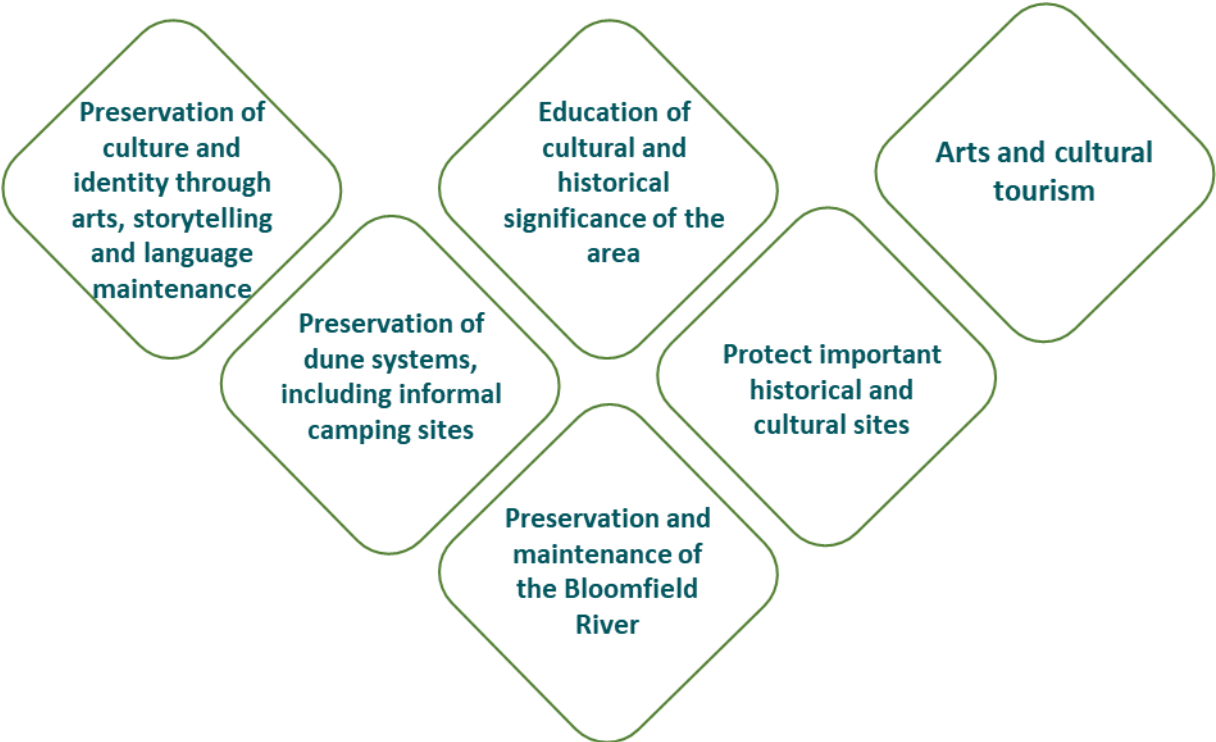 Preservation of
culture and
identity through
arts, storytelling
and language
maintenance
Education of
cultural and
historical
significance of the
area
Arts and cultural
tourism
Preservation of
dune systems,
including informal
camping sites
Protect important
historical and
cultural sites
Preservation and
maintenance of
the Bloomfield
River